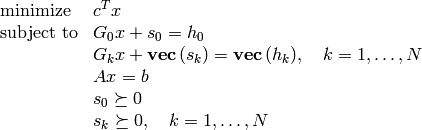 minimize c^T x
subject to G_0 x + s_0 = h_0
G_k x + vec (s_k) = vec (h_k), k = 1, . . . , N
Ax = b
s_0 ⪰ 0
s_k ⪰ 0, k = 1, . . . , N